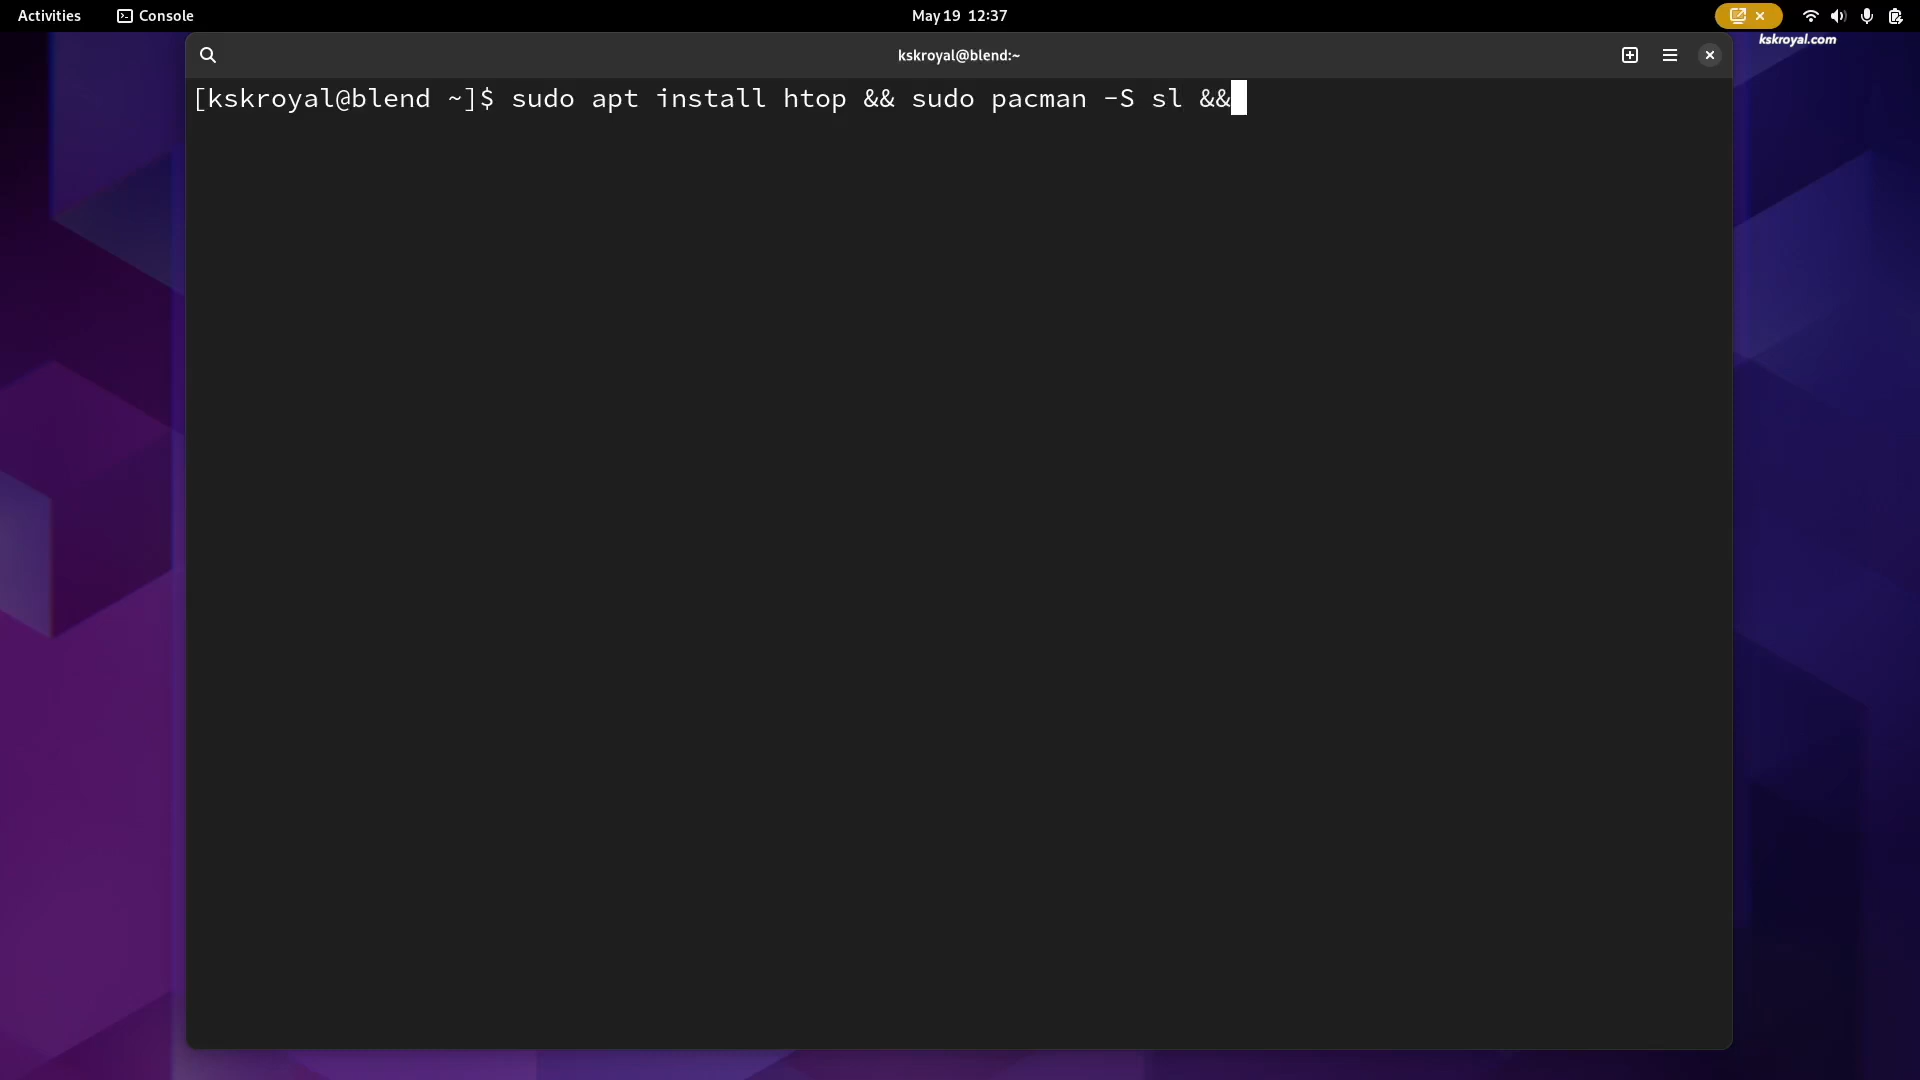 Activities
Console
May 19 12:37
kskroyal.com
kskroyal@blend:~
[kskroyal@blend ~]$ sudo apt install htop && sudo pacman -S sl &&